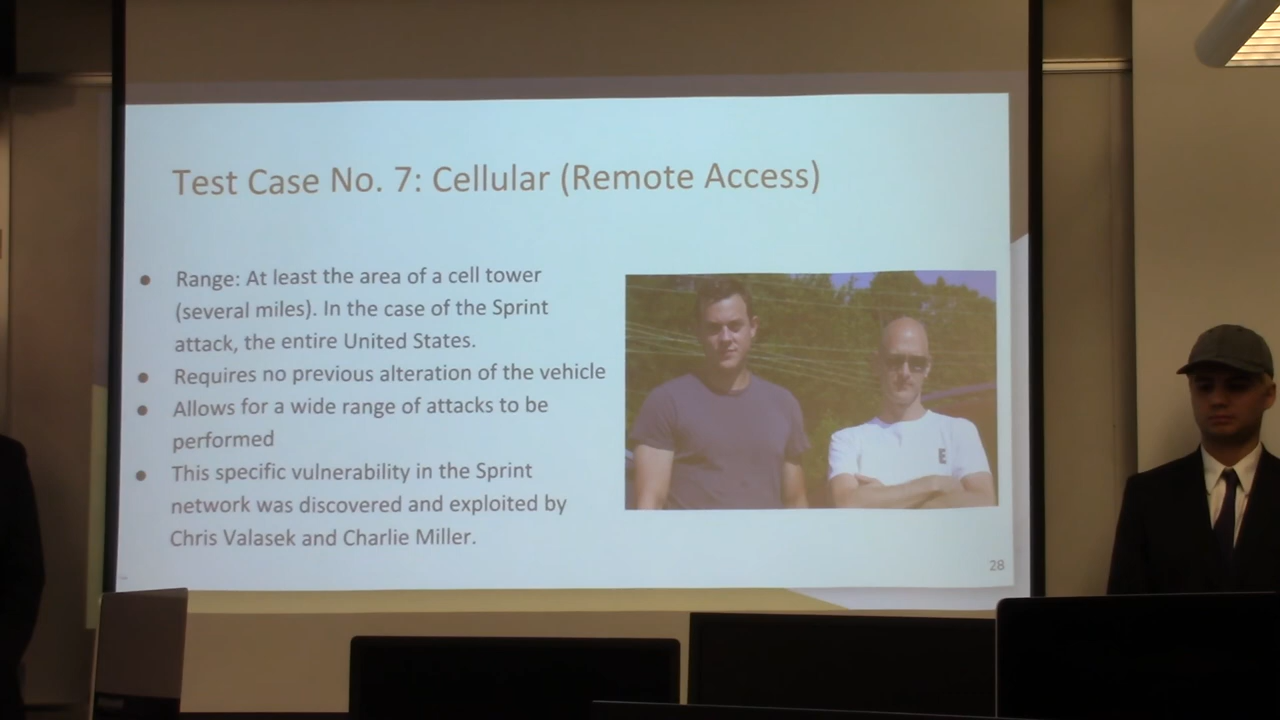 Test Case No. 7: Cellular (Remote Access)
● Range: At least the area of a cell tower
(several miles). In the case of the Sprint
attack, the entire United States.
● Requires no previous alteration of the vehicle
● Allows for a wide range of attacks to be
performed
● This specific vulnerability in the Sprint
network was discovered and exploited by
Chris Valasek and Charlie Miller.
E
28